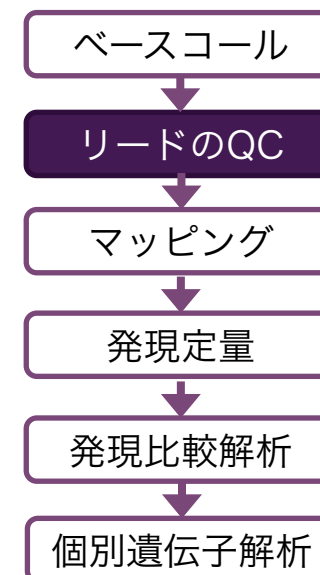 ベースコール
リードのQC
マッピング
発現定量
発現比較解析
個別遺伝子解析